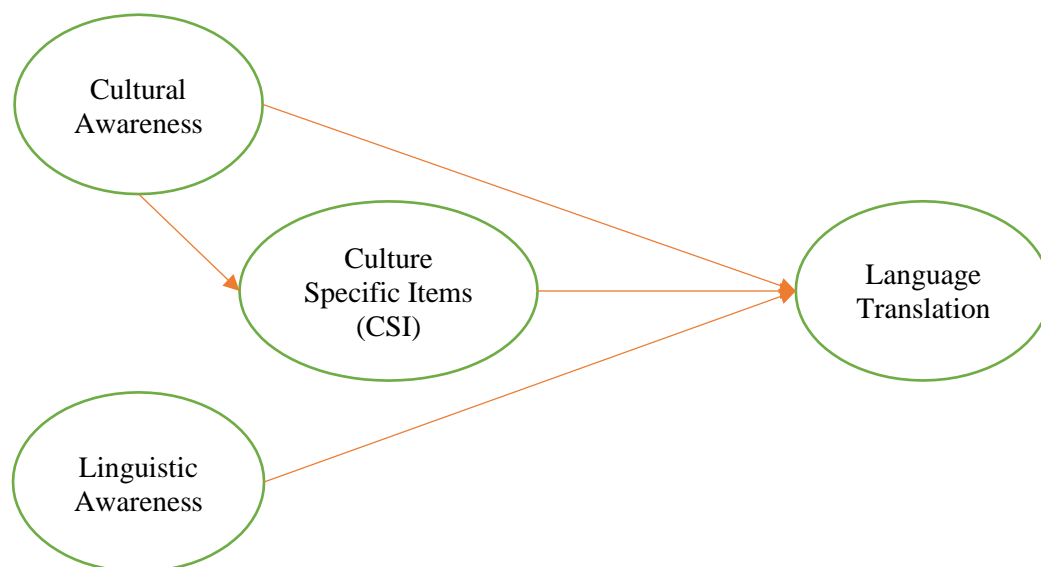 Cultural
Awareness
Culture
Specific Items
(CSI)
Language
Translation
Linguistic
Awareness